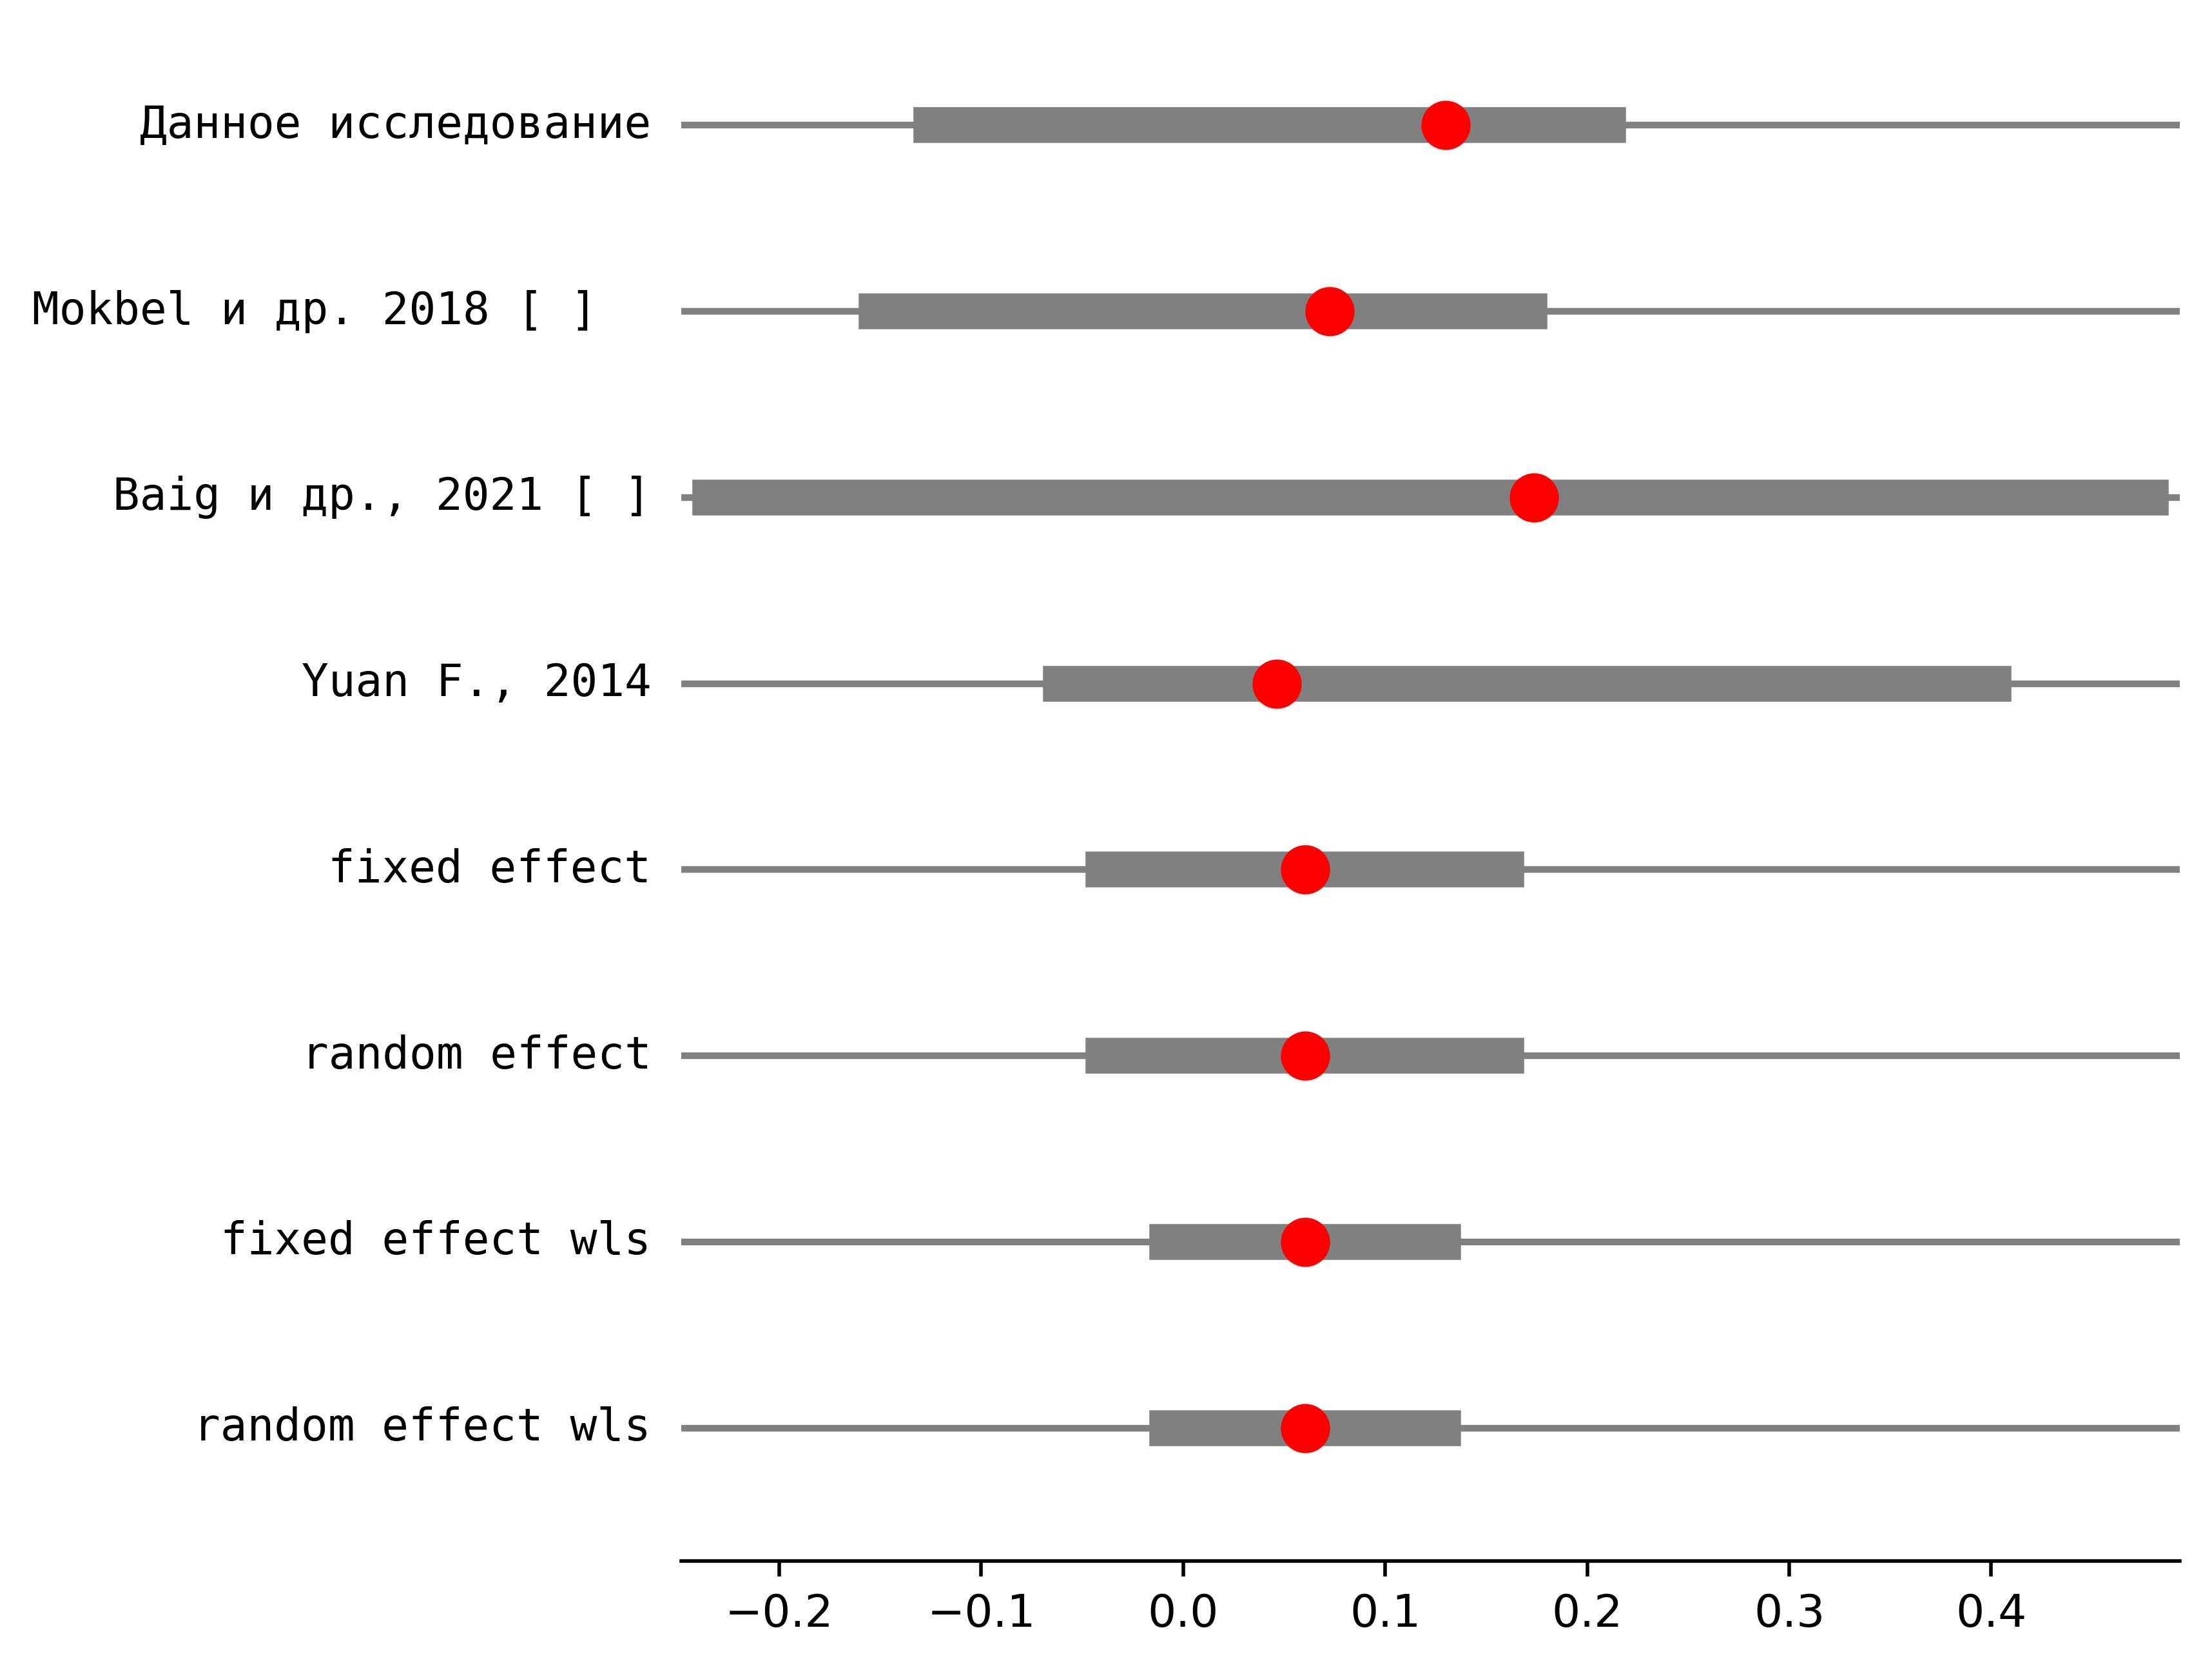 Данное исследование
Mokbel и др. 2018 [ ]
Baig и др., 2021 [ ]
Yuan F., 2014
fixed effect
random effect
fixed effect wls
random effect wls
−0.2 −0.1 0.0 0.1 0.2 0.3 0.4